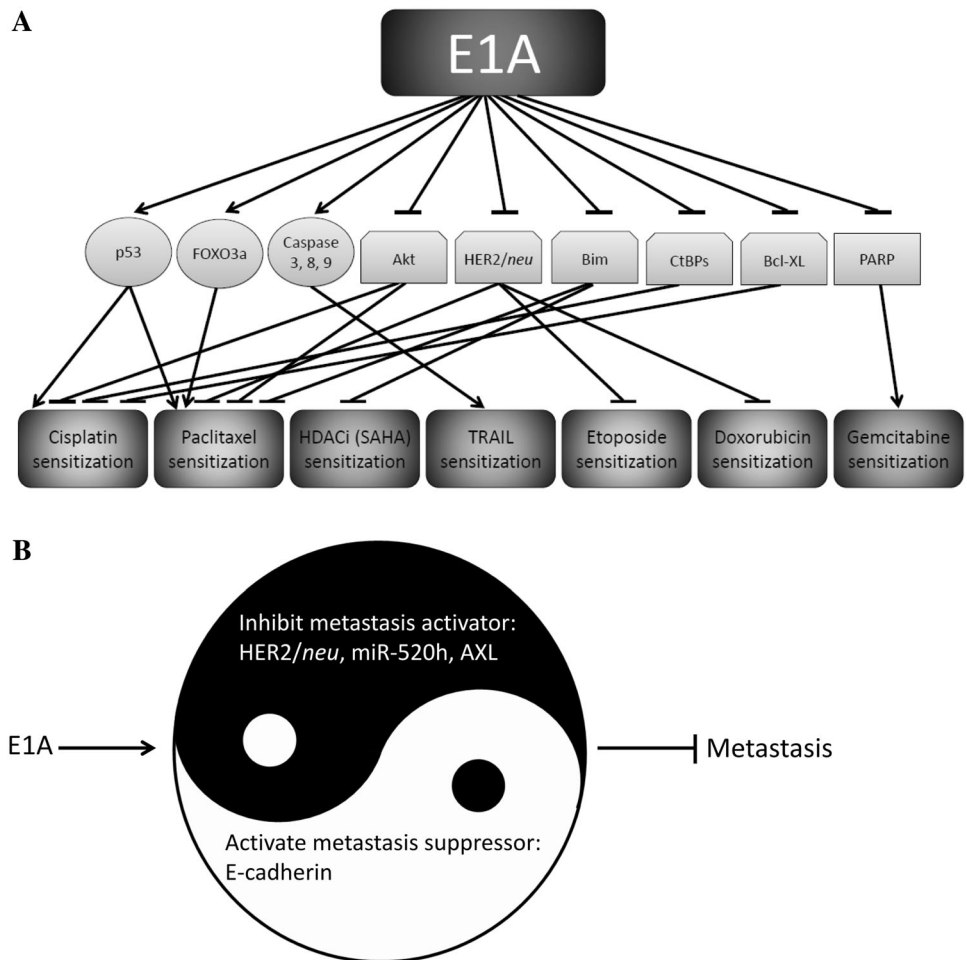 A
E1A
p53
FOXO3a
Caspase
3, 8, 9
Akt
HER2/neu
Bim
CtBPs
Bcl-XL
PARP
Cisplatin
sensitization
Paclitaxel
sensitization
HDACi (SAHA)
sensitization
TRAIL
sensitization
Etoposide
sensitization
Doxorubicin
sensitization
Gemcitabine
sensitization
B
Inhibit metastasis activator:
HER2/neu, miR-520h, AXL
E1A
Metastasis
Activate metastasis suppressor:
E-cadherin